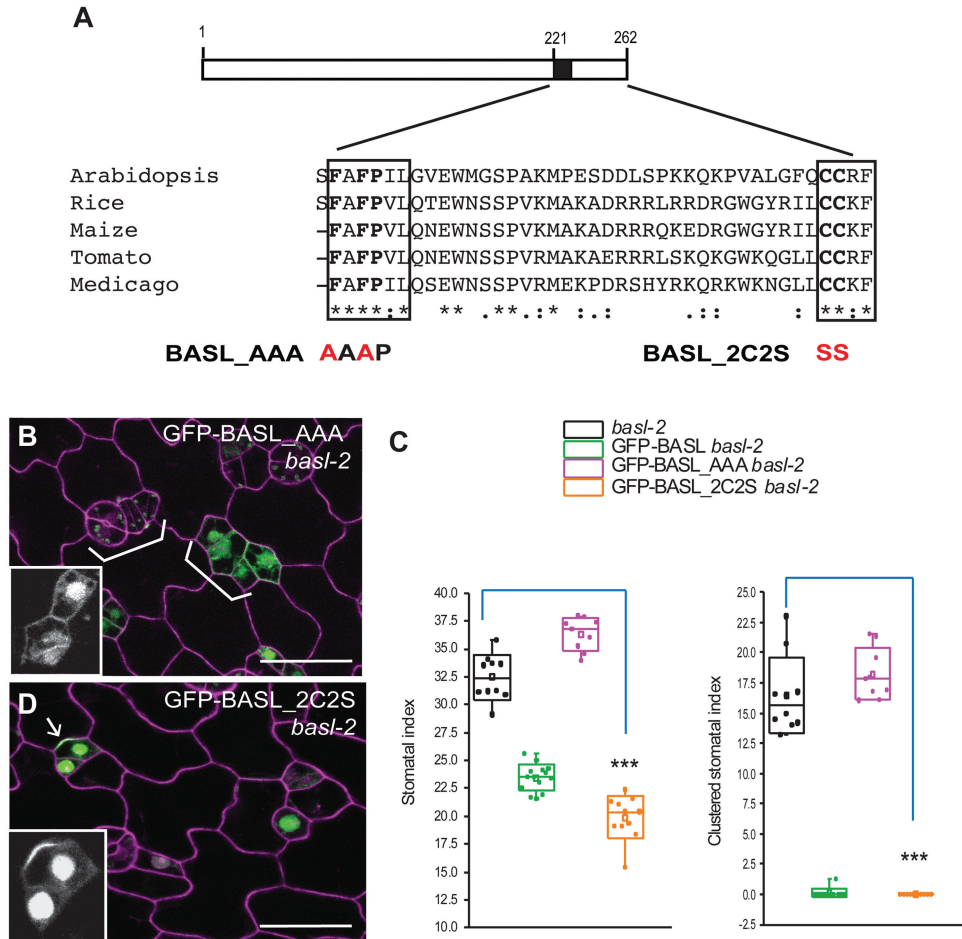 A
1 221 262
Arabidopsis SFAFPILGVEWMGSPAKMPESDDLSPKKQKPVALGFQCCRF
Rice SFAFPVLQTEWNSSPVKMAKADRRRLRRDRGWGYRILCCKF
Maize –FAFPVLQNEWNSSPVKMAKADRRRQKEDRGWGYRILCCKF
Tomato –FAFPVLQNEWNSSPVRMAKADRRRLSKQKGWKQGLLCCKF
Medicago –FAFPILQSEWNSSPVRMEKPDRSHYRKQRKWKNGLLCCKF
****:* ** .**.:* :.: : **:*
BASL_AAA AAAP BASL_2C2S SS
B
GFP-BASL_AAA
basl-2
C
basl-2
GFP-BASL basl-2
GFP-BASL_AAA basl-2
GFP-BASL_2C2S basl-2
D
GFP-BASL_2C2S
basl-2
Stomatal index
40.0
37.5
35.0
32.5
30.0
27.5
25.0
22.5
20.0
17.5
15.0
12.5
10.0
***
Clustered stomatal index
25.0
22.5
20.0
17.5
15.0
12.5
10.0
7.5
5.0
2.5
0.0
-2.5
***